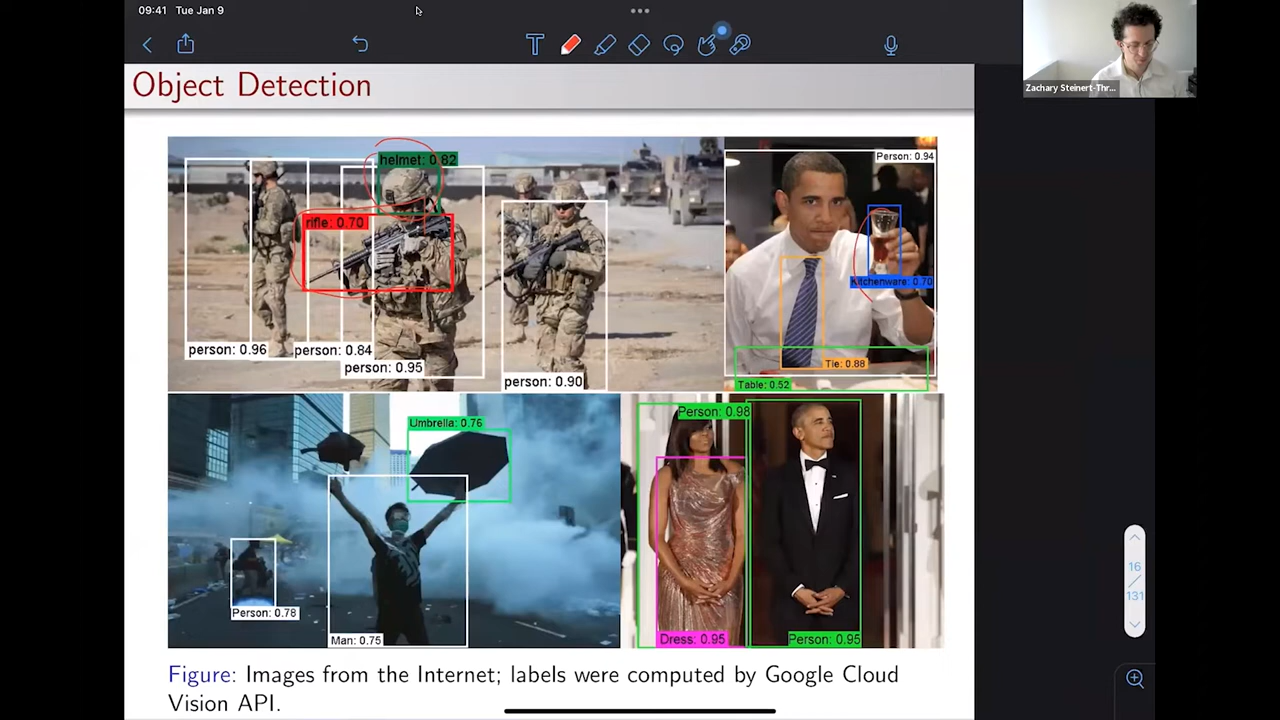 09:41 Tue Jan 9
T
Zachary Steinert-Thr...
Object Detection
helmet: 0.82
rifle: 0.70
person: 0.96
person: 0.84
person: 0.95
person: 0.90
Person: 0.94
Kitchenware: 0.70
Tie: 0.88
Table: 0.52
Umbrella: 0.76
Person: 0.78
Man: 0.75
Person: 0.98
Dress: 0.95
Person: 0.95
16
131
Figure: Images from the Internet; labels were computed by Google Cloud
Vision API.